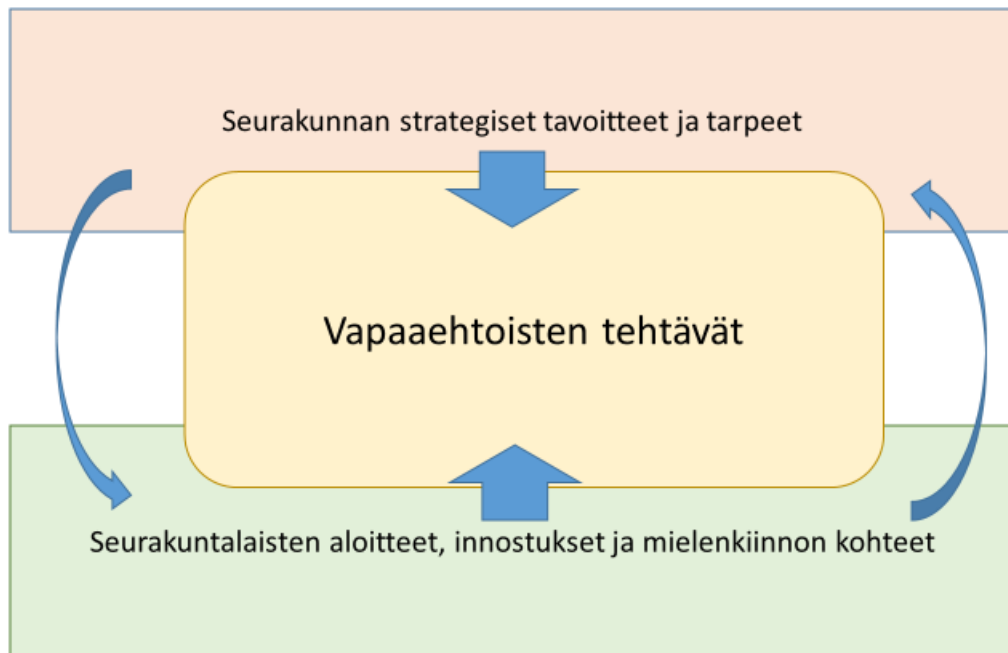 Seurakunnan strategiset tavoitteet ja tarpeet
Vapaaehtoisten tehtävät
Seurakuntalaisten aloitteet, innostukset ja mielenkiinnon kohteet